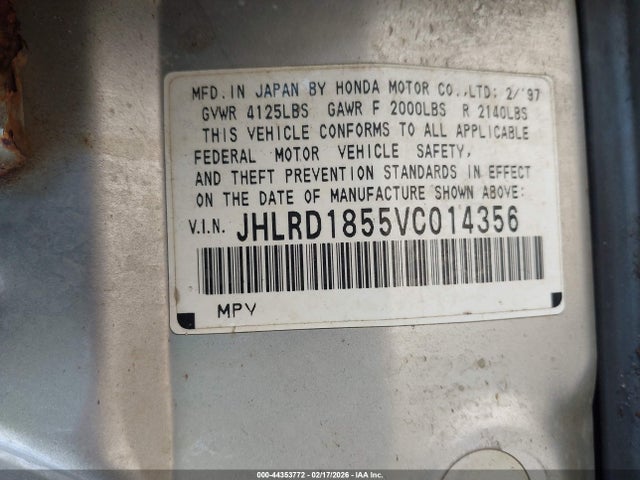 MFD. IN JAPAN BY HONDA MOTOR CO.,LTD: 2/'97
GVWR 4125LBS GAWR F 2000LBS R 2140LBS
THIS VEHICLE CONFORMS TO ALL APPLICABLE
FEDERAL MOTOR VEHICLE SAFETY,
AND THEFT PREVENTION STANDARDS IN EFFECT
ON THE DATE OF MANUFACTURE SHOWN ABOVE:
V.I.N. JHLRD1855VC014356
MPV
000-44353772 - 02/17/2026 - IAA Inc.